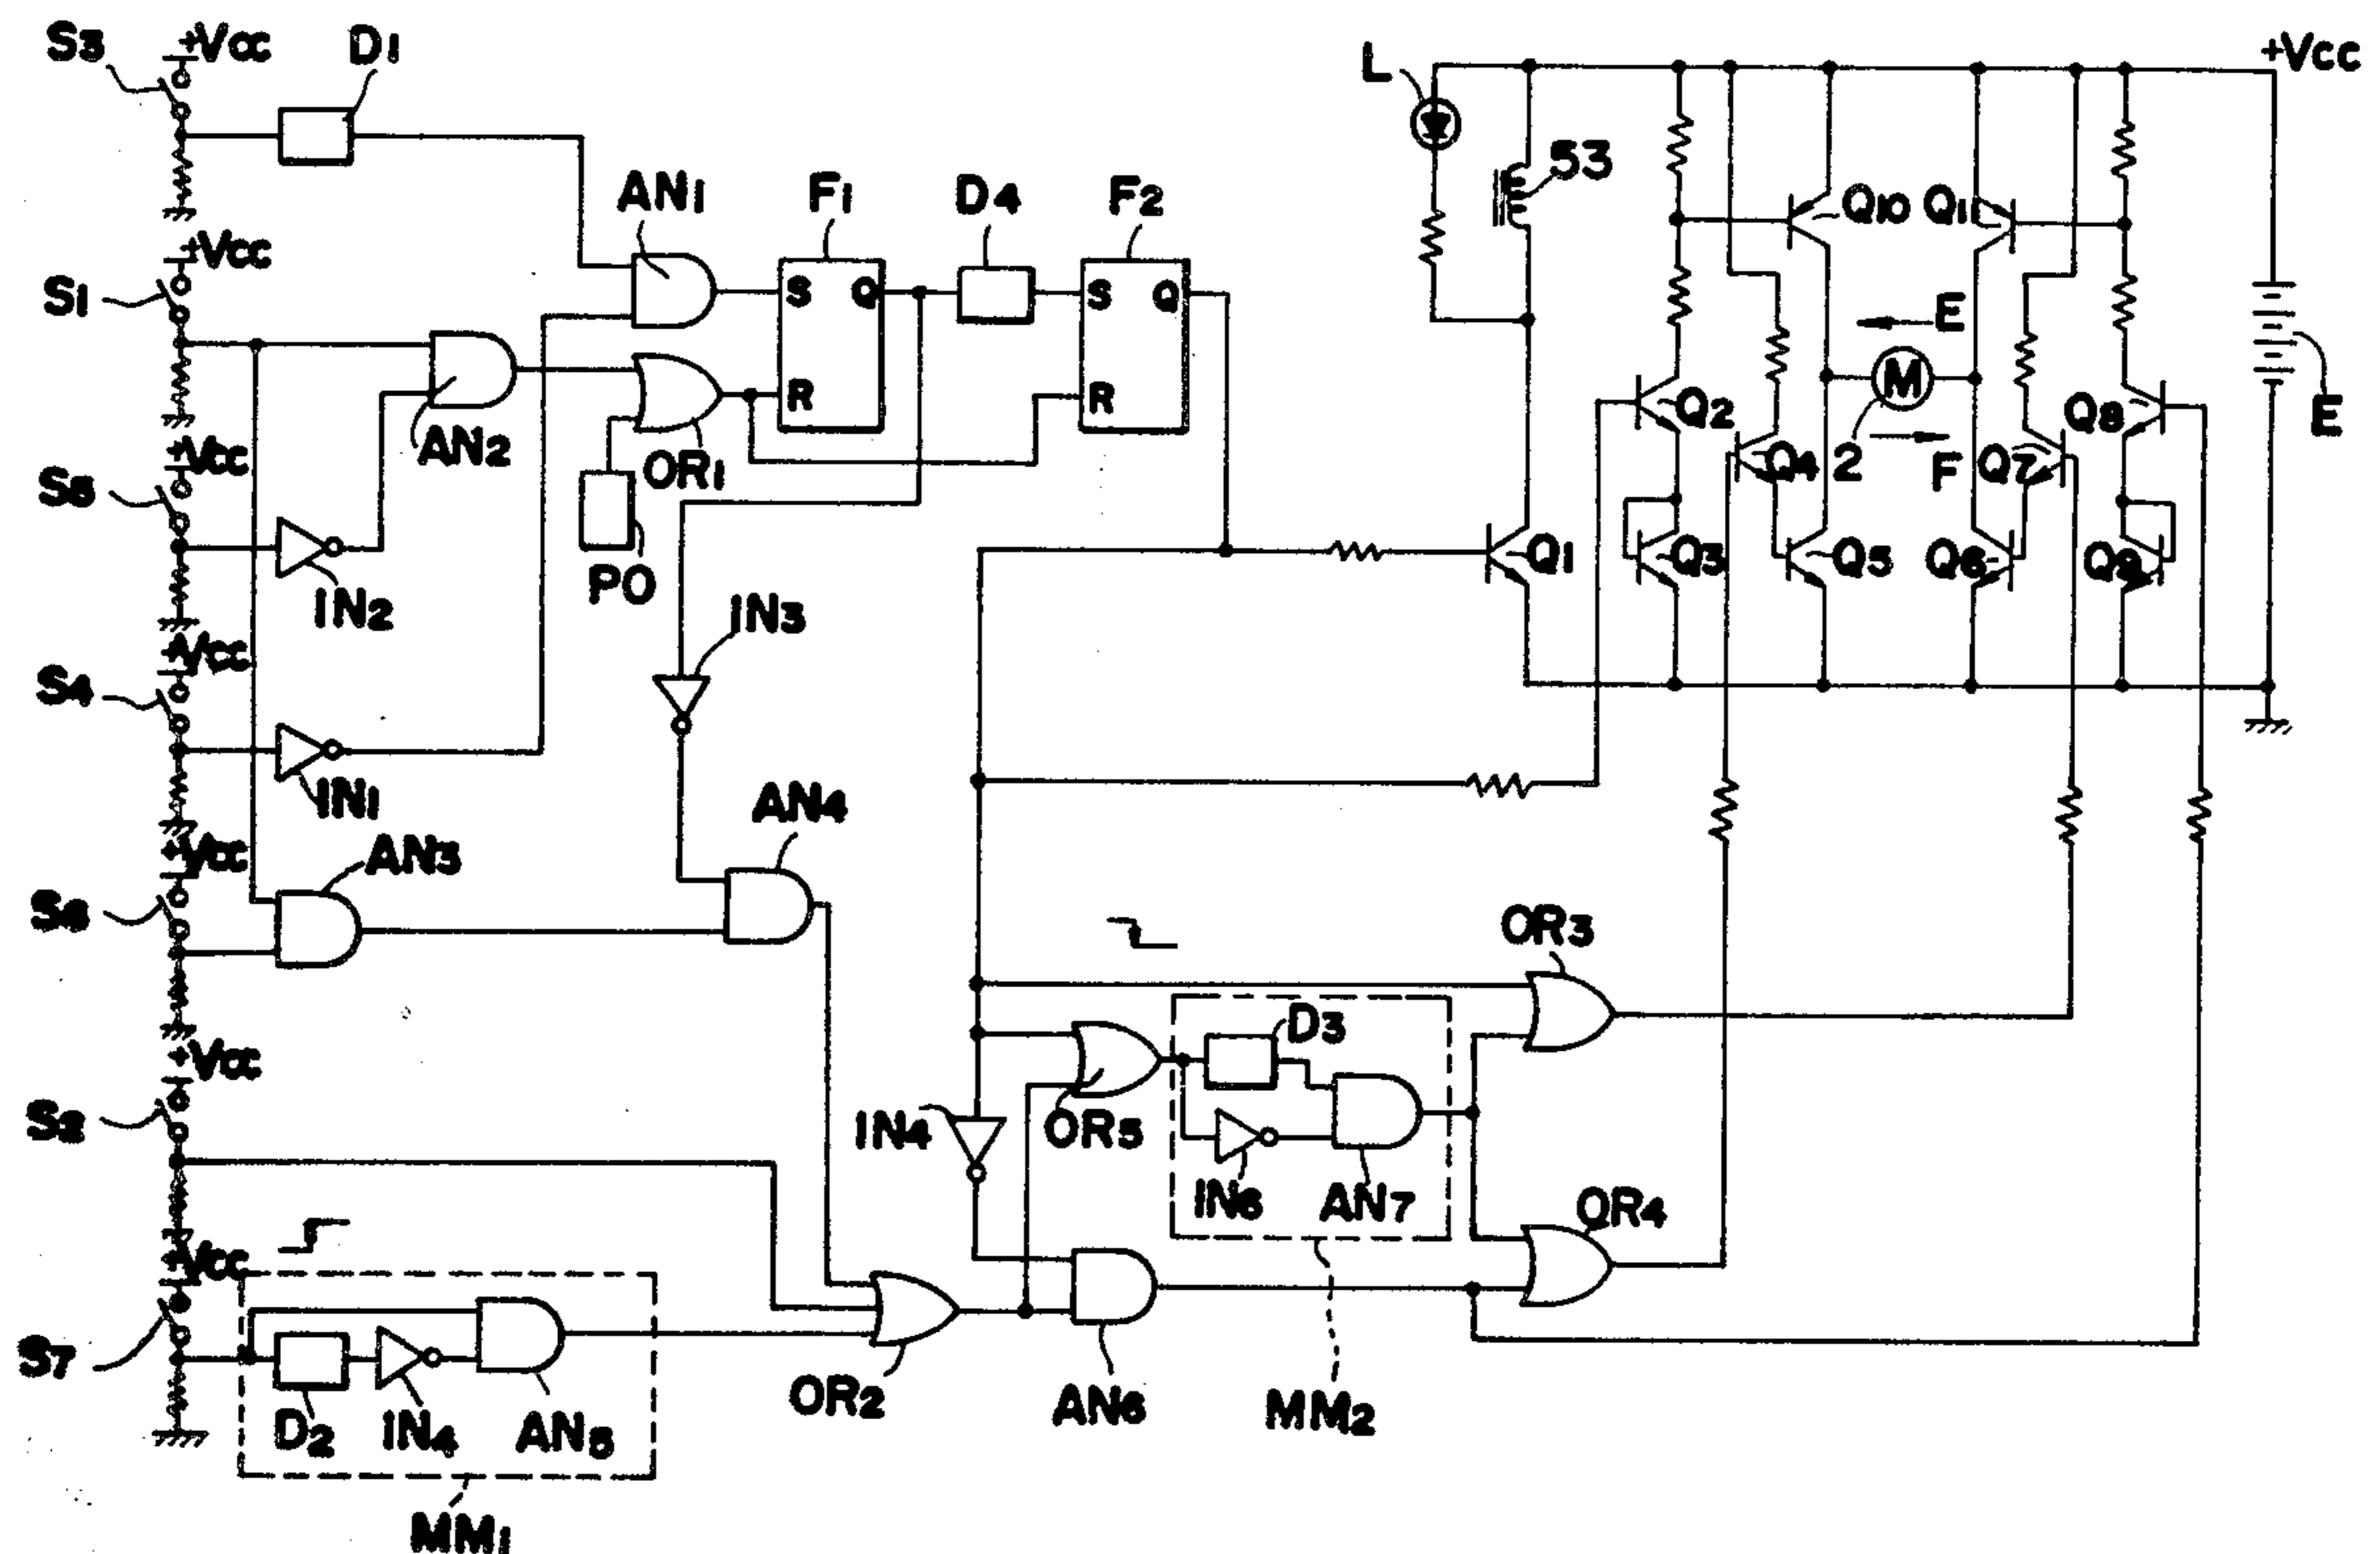 S3
+Vcc
D1
L
+Vcc
53
AN1
F1
D4
F2
Q10
Q11
S1
+Vcc
S
Q
S
Q
E
M
R
R
AN2
OR1
Q2
Q4
2
F
Q7
Q8
E
S5
+Vcc
IN2
PO
IN3
Q1
Q3
Q5
Q6
Q9
S4
+Vcc
IN1
AN4
+Vcc
AN3
S6
OR3
D3
+Vcc
S2
IN4
OR5
IN6
AN7
OR4
+Vcc
S7
D2
IN4
AN5
OR2
AN6
MM2
MM1